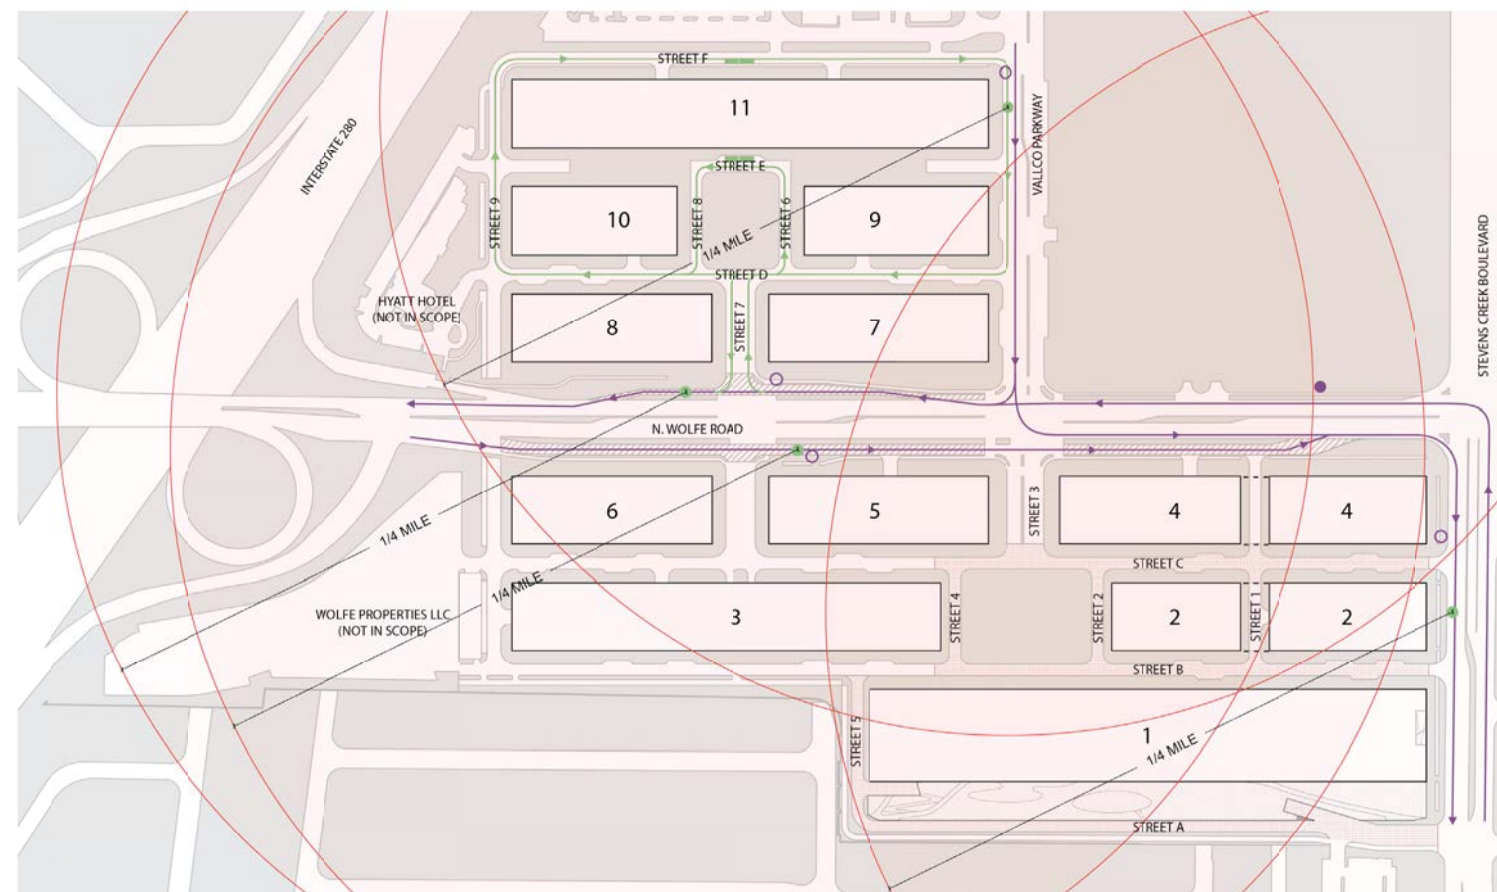 STREET F
11
VALLCO PARKWAY
INTERSTATE 280
STREET E
STREET 9
10
STREET 8
STREET 6
9
1/4 MILE
STREET D
HYATT HOTEL
(NOT IN SCOPE)
8
STREET 7
7
STEVENS CREEK BOULEVARD
N. WOLFE ROAD
6
5
STREET 3
4
4
1/4 MILE
STREET C
1/4 MILE
WOLFE PROPERTIES LLC
(NOT IN SCOPE)
3
STREET 4
STREET 2
2
STREET 1
2
STREET B
STREET 5
1
1/4 MILE
STREET A